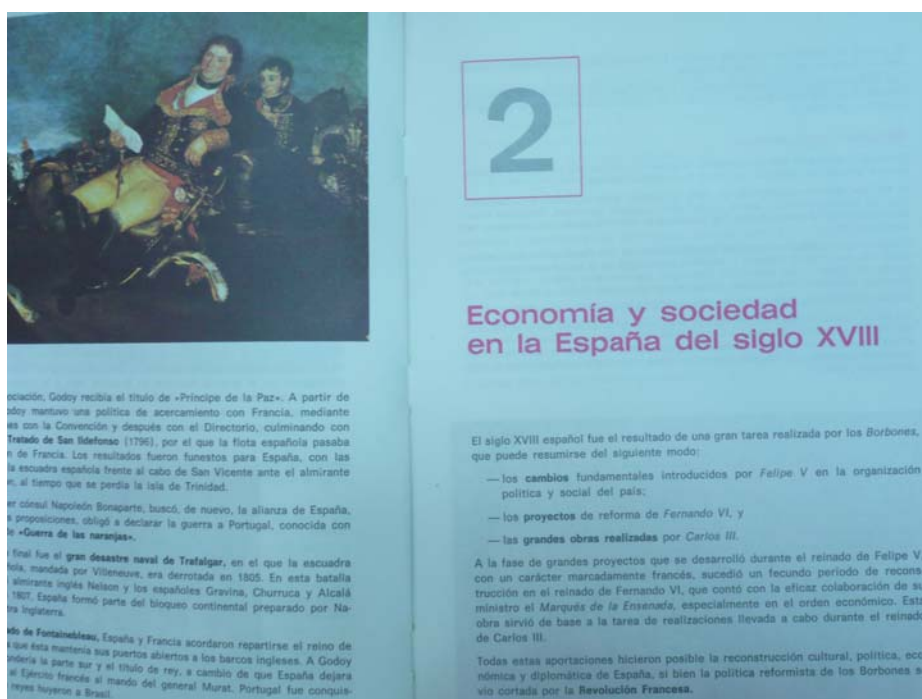 ociación, Godoy recibía el título de «Príncipe de la Paz». A partir de
odoy mantuvo una política de acercamiento con Francia, mediante
es con la Convención y después con el Directorio, culminando con
Tratado de San Ildefonso (1796), por el que la flota española pasaba
n de Francia. Los resultados fueron funestos para España, con las
la escuadra española frente al cabo de San Vicente ante el almirante
al tiempo que se perdía la isla de Trinidad.
er cónsul Napoleón Bonaparte, buscó, de nuevo, la alianza de España,
s proposiciones, obligó a declarar la guerra a Portugal, conocida con
e «Guerra de las naranjas».
final fue el gran desastre naval de Trafalgar, en el que la escuadra
ñola, mandada por Villeneuve, era derrotada en 1805. En esta batalla
almirante inglés Nelson y los españoles Gravina, Churruca y Alcalá
1807, España formó parte del bloqueo continental preparado por Na-
tra Inglaterra.
ado de Fontainebleau, España y Francia acordaron repartirse el reino de
s que ésta mantenía sus puertos abiertos a los barcos ingleses. A Godoy
ondería la parte sur y el título de rey, a cambio de que España dejara
al Ejército francés al mando del general Murat. Portugal fue conquis-
reyes huyeron a Brasil.
2
Economía y sociedad
en la España del siglo XVIII
El siglo XVIII español fue el resultado de una gran tarea realizada por los Borbones,
que puede resumirse del siguiente modo:
— los cambios fundamentales introducidos por Felipe V en la organización
política y social del país;
— los proyectos de reforma de Fernando VI, y
— las grandes obras realizadas por Carlos III.
A la fase de grandes proyectos que se desarrolló durante el reinado de Felipe V,
con un carácter marcadamente francés, sucedió un fecundo período de recons-
trucción en el reinado de Fernando VI, que contó con la eficaz colaboración de su
ministro el Marqués de la Ensenada, especialmente en el orden económico. Esta
obra sirvió de base a la tarea de realizaciones llevada a cabo durante el reinado
de Carlos III.
Todas estas aportaciones hicieron posible la reconstrucción cultural, política, eco
nómica y diplomática de España, si bien la política reformista de los Borbones s
vio cortada por la Revolución Francesa.